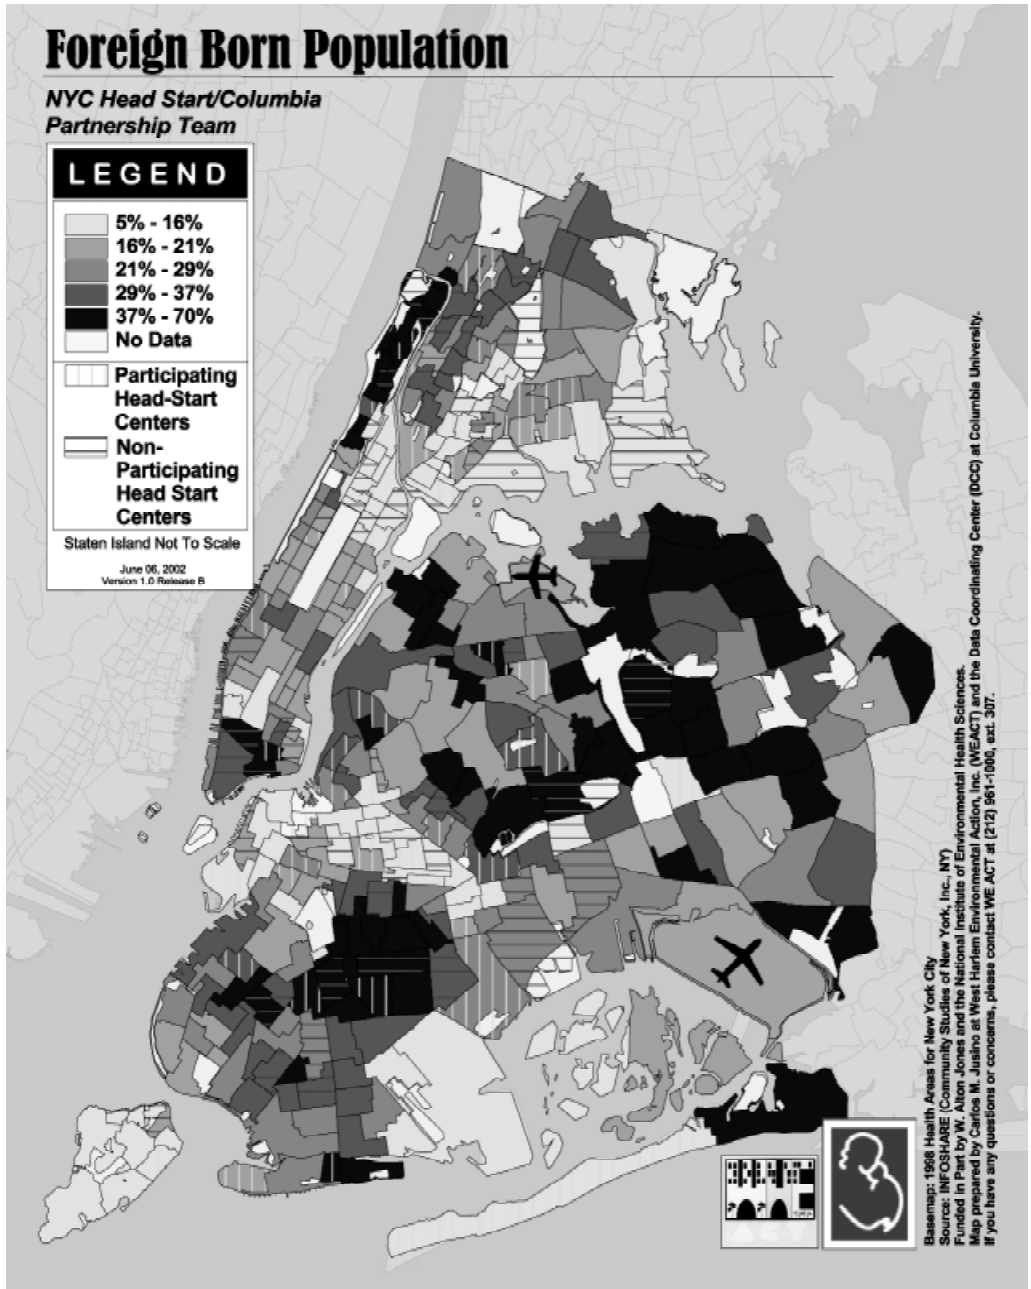 Foreign Born Population
NYC Head Start/Columbia
Partnership Team
LEGEND
5% - 16%
16% - 21%
21% - 29%
29% - 37%
37% - 70%
No Data
Participating
Head-Start
Centers
Non-
Participating
Head Start
Centers
Staten Island Not To Scale
June 06, 2002
Version 1.0 Release B
Basemap: 1998 Health Areas for New York City
Source: INFOSHARE [Community Studies of New York, Inc., NY)
Funded in Part by W. Alton Jones and the National Institute of Environmental Health Sciences.
Map prepared by Carlos M. Jusino at West Harlem Environmental Action, Inc. (WEACT) and the Data Coordinating Center (DCC) at Columbia University.
If you have any questions or concerns, please contact WE ACT at (212) 961-1000, ext. 307.